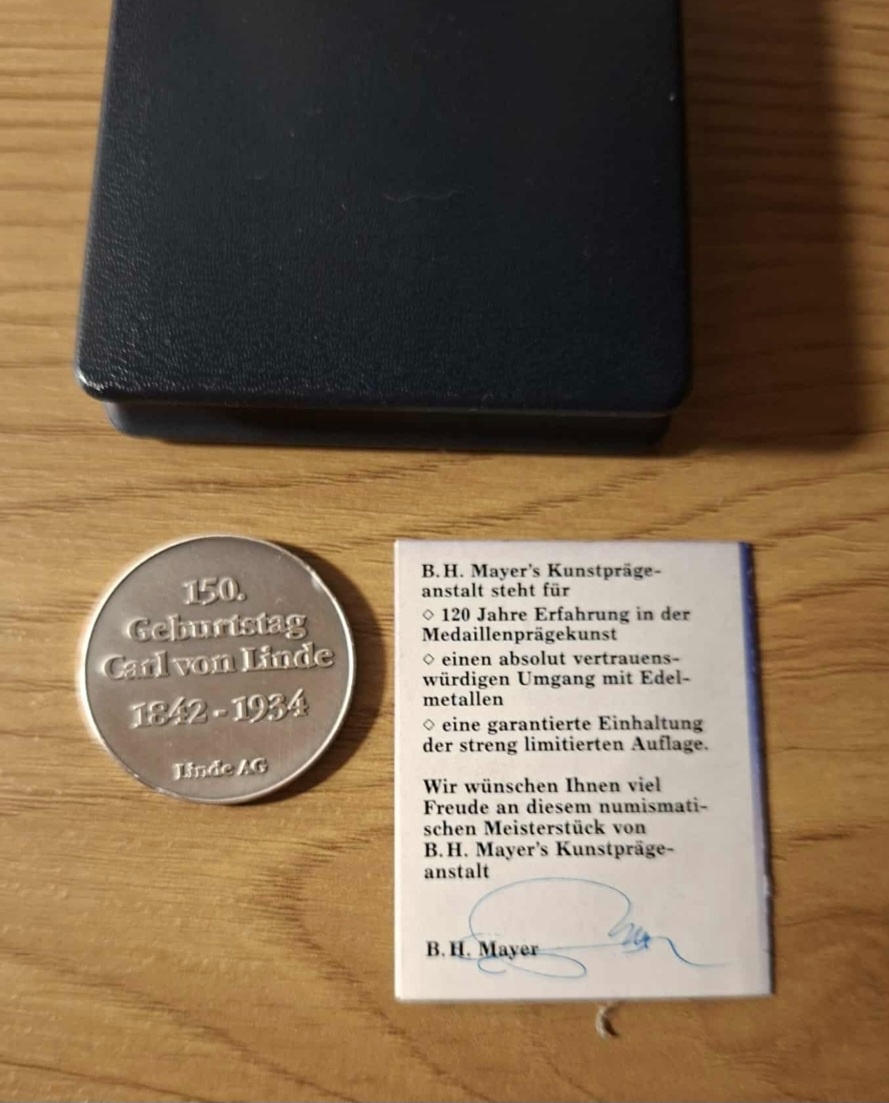 150.
Geburtstag
Carl von Linde
1842 - 1934
Linde AG
B. H. Mayer's Kunstpräge-
anstalt steht für
◇ 120 Jahre Erfahrung in der
Medaillenprägekunst
◇ einen absolut vertrauens-
würdigen Umgang mit Edel-
metallen
◇ eine garantierte Einhaltung
der streng limitierten Auflage.
Wir wünschen Ihnen viel
Freude an diesem numismati-
schen Meisterstück von
B. H. Mayer's Kunstpräge-
anstalt
B. H. Mayer